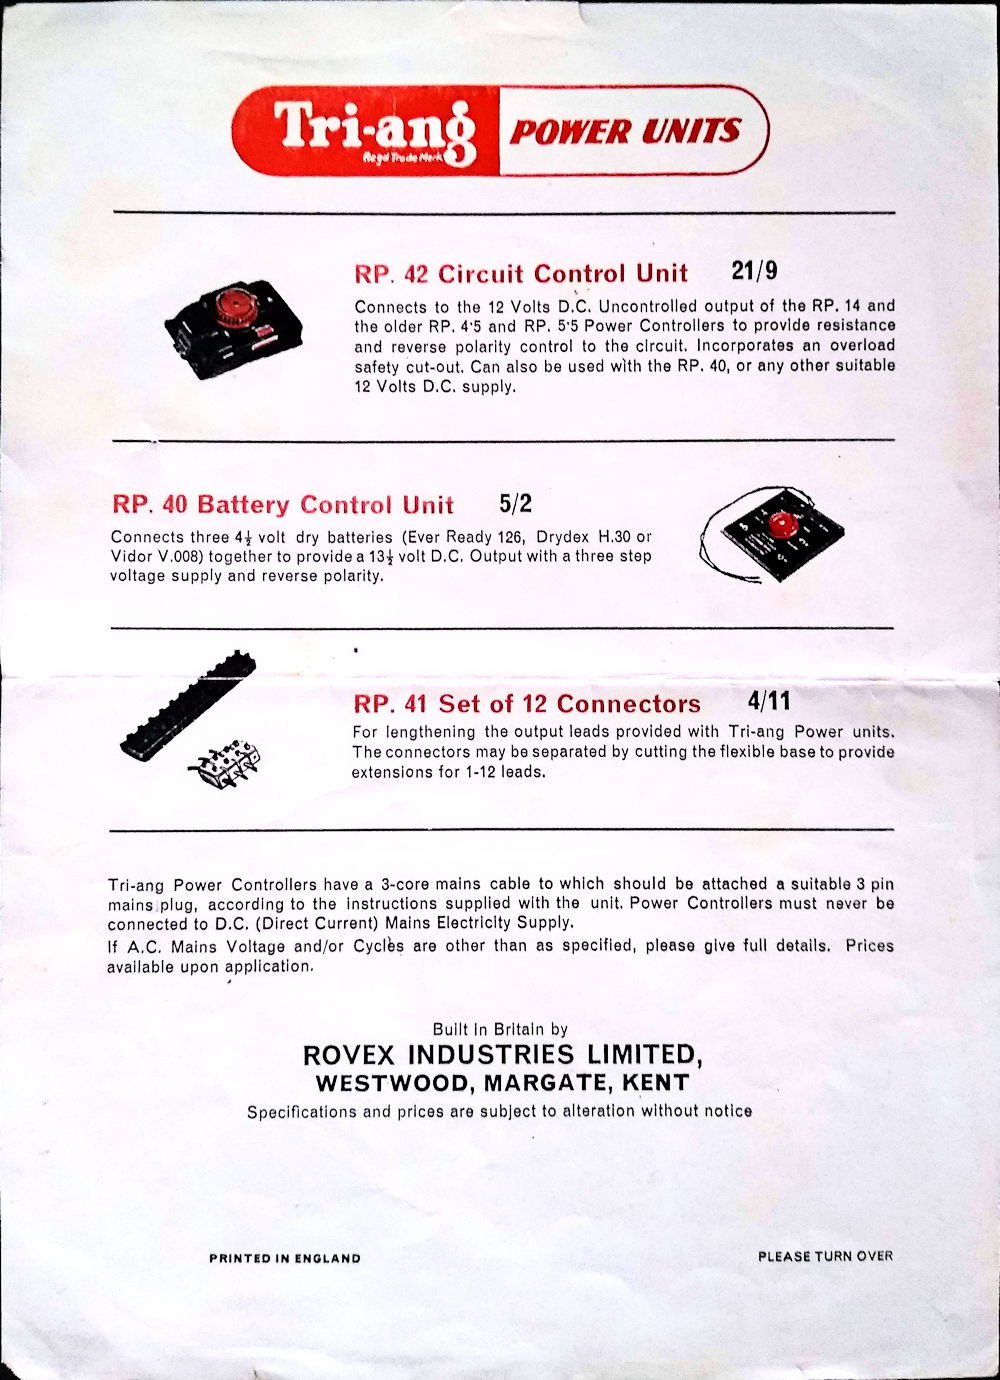 Tri-ang
Regd Trade Mark
POWER UNITS
RP. 42 Circuit Control Unit 21/9
Connects to the 12 Volts D.C. Uncontrolled output of the RP. 14 and
the older RP. 4·5 and RP. 5·5 Power Controllers to provide resistance
and reverse polarity control to the circuit. Incorporates an overload
safety cut-out. Can also be used with the RP. 40, or any other suitable
12 Volts D.C. supply.
RP. 40 Battery Control Unit 5/2
Connects three 4½ volt dry batteries (Ever Ready 126, Drydex H.30 or
Vidor V.008) together to provide a 13½ volt D.C. Output with a three step
voltage supply and reverse polarity.
RP. 41 Set of 12 Connectors 4/11
For lengthening the output leads provided with Tri-ang Power units.
The connectors may be separated by cutting the flexible base to provide
extensions for 1-12 leads.
Tri-ang Power Controllers have a 3-core mains cable to which should be attached a suitable 3 pin
mains plug, according to the instructions supplied with the unit. Power Controllers must never be
connected to D.C. (Direct Current) Mains Electricity Supply.
If A.C. Mains Voltage and/or Cycles are other than as specified, please give full details. Prices
available upon application.
Built in Britain by
ROVEX INDUSTRIES LIMITED,
WESTWOOD, MARGATE, KENT
Specifications and prices are subject to alteration without notice
PRINTED IN ENGLAND
PLEASE TURN OVER